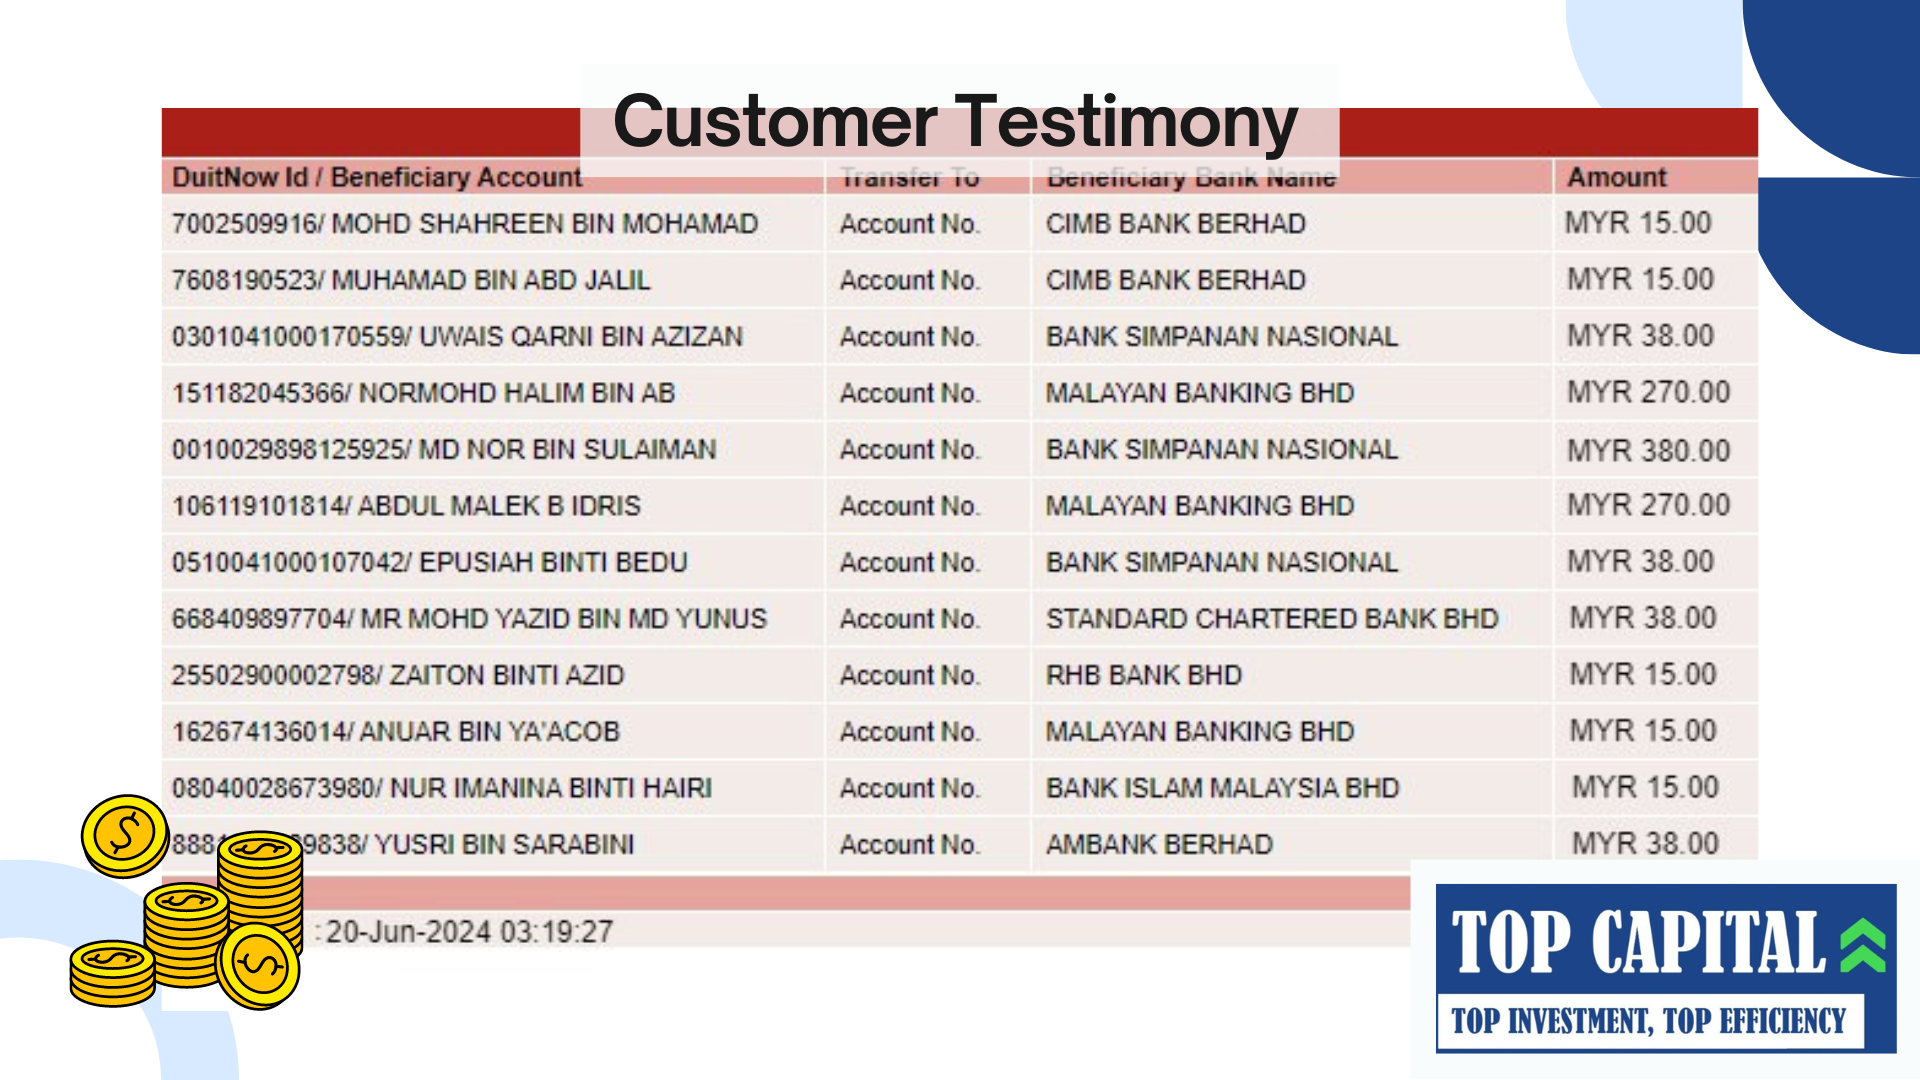 Customer Testimony
DuitNow Id / Beneficiary Account Transfer To Beneficiary Bank Name Amount
7002509916/ MOHD SHAHREEN BIN MOHAMAD Account No. CIMB BANK BERHAD MYR 15.00
7608190523/ MUHAMAD BIN ABD JALIL Account No. CIMB BANK BERHAD MYR 15.00
0301041000170559/ UWAIS QARNI BIN AZIZAN Account No. BANK SIMPANAN NASIONAL MYR 38.00
151182045366/ NORMOHD HALIM BIN AB Account No. MALAYAN BANKING BHD MYR 270.00
0010029898125925/ MD NOR BIN SULAIMAN Account No. BANK SIMPANAN NASIONAL MYR 380.00
106119101814/ ABDUL MALEK B IDRIS Account No. MALAYAN BANKING BHD MYR 270.00
0510041000107042/ EPUSIAH BINTI BEDU Account No. BANK SIMPANAN NASIONAL MYR 38.00
668409897704/ MR MOHD YAZID BIN MD YUNUS Account No. STANDARD CHARTERED BANK BHD MYR 38.00
25502900002798/ ZAITON BINTI AZID Account No. RHB BANK BHD MYR 15.00
162674136014/ ANUAR BIN YA'ACOB Account No. MALAYAN BANKING BHD MYR 15.00
08040028673980/ NUR IMANINA BINTI HAIRI Account No. BANK ISLAM MALAYSIA BHD MYR 15.00
YUSRI BIN SARABINI Account No. AMBANK BERHAD MYR 38.00
: 20-Jun-2024 03:19:27
TOP CAPITAL
TOP INVESTMENT, TOP EFFICIENCY